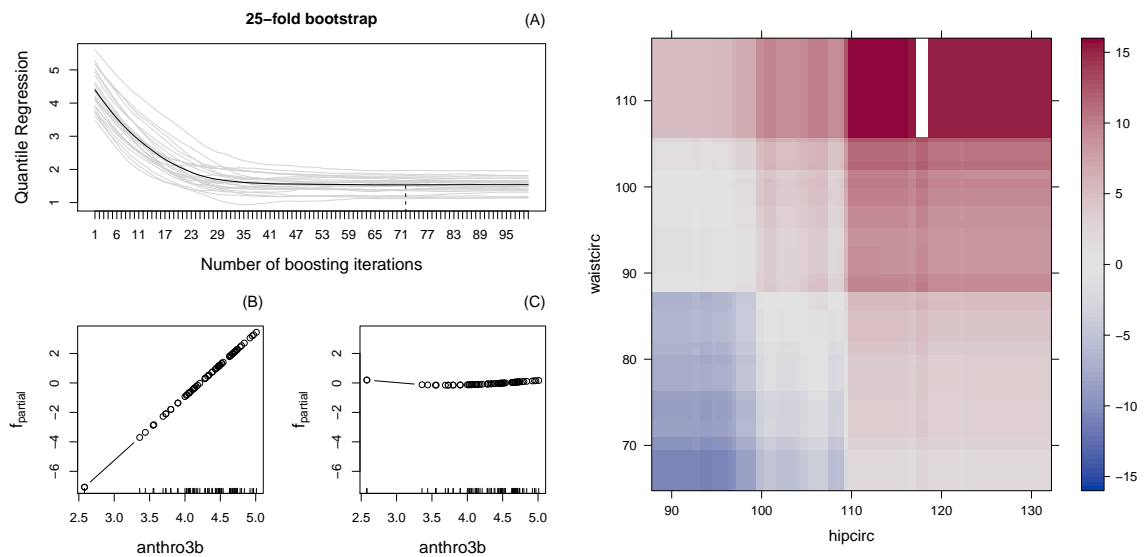 25−fold bootstrap
(A)
Quantile Regression
5
4
3
2
1
1 6 11 17 23 29 35 41 47 53 59 65 71 77 83 89 95
Number of boosting iterations
(B)
f partial
2
0
−2
−4
−6
2.5 3.0 3.5 4.0 4.5 5.0
anthro3b
(C)
f partial
2
0
−2
−4
−6
2.5 3.0 3.5 4.0 4.5 5.0
anthro3b
waistcirc
110
100
90
80
70
90 100 110 120 130
hipcirc
15
10
5
0
−5
−10
−15